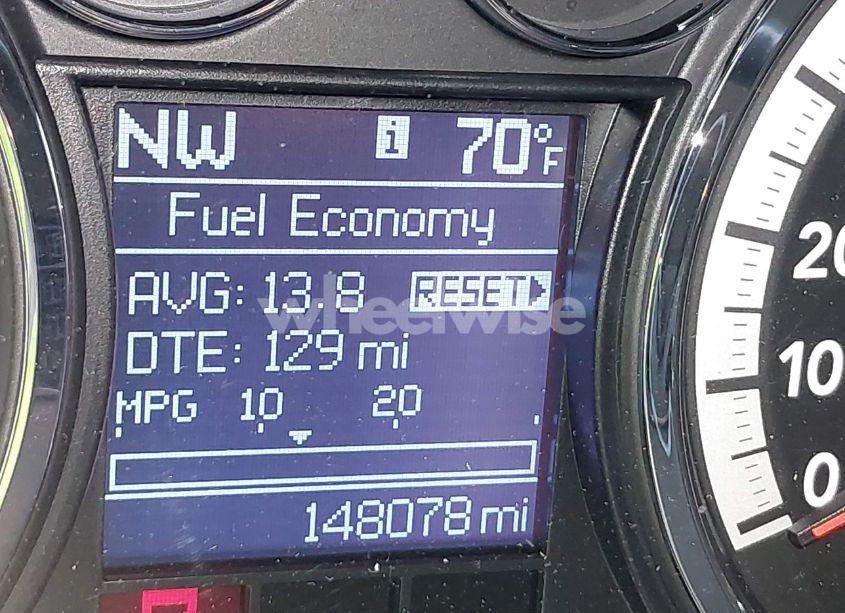 NW i 70°F
Fuel Economy
AVG: 13.8 RESET
DTE: 129 mi
MPG 10 20
148078 mi
wheelwise
20
10
0